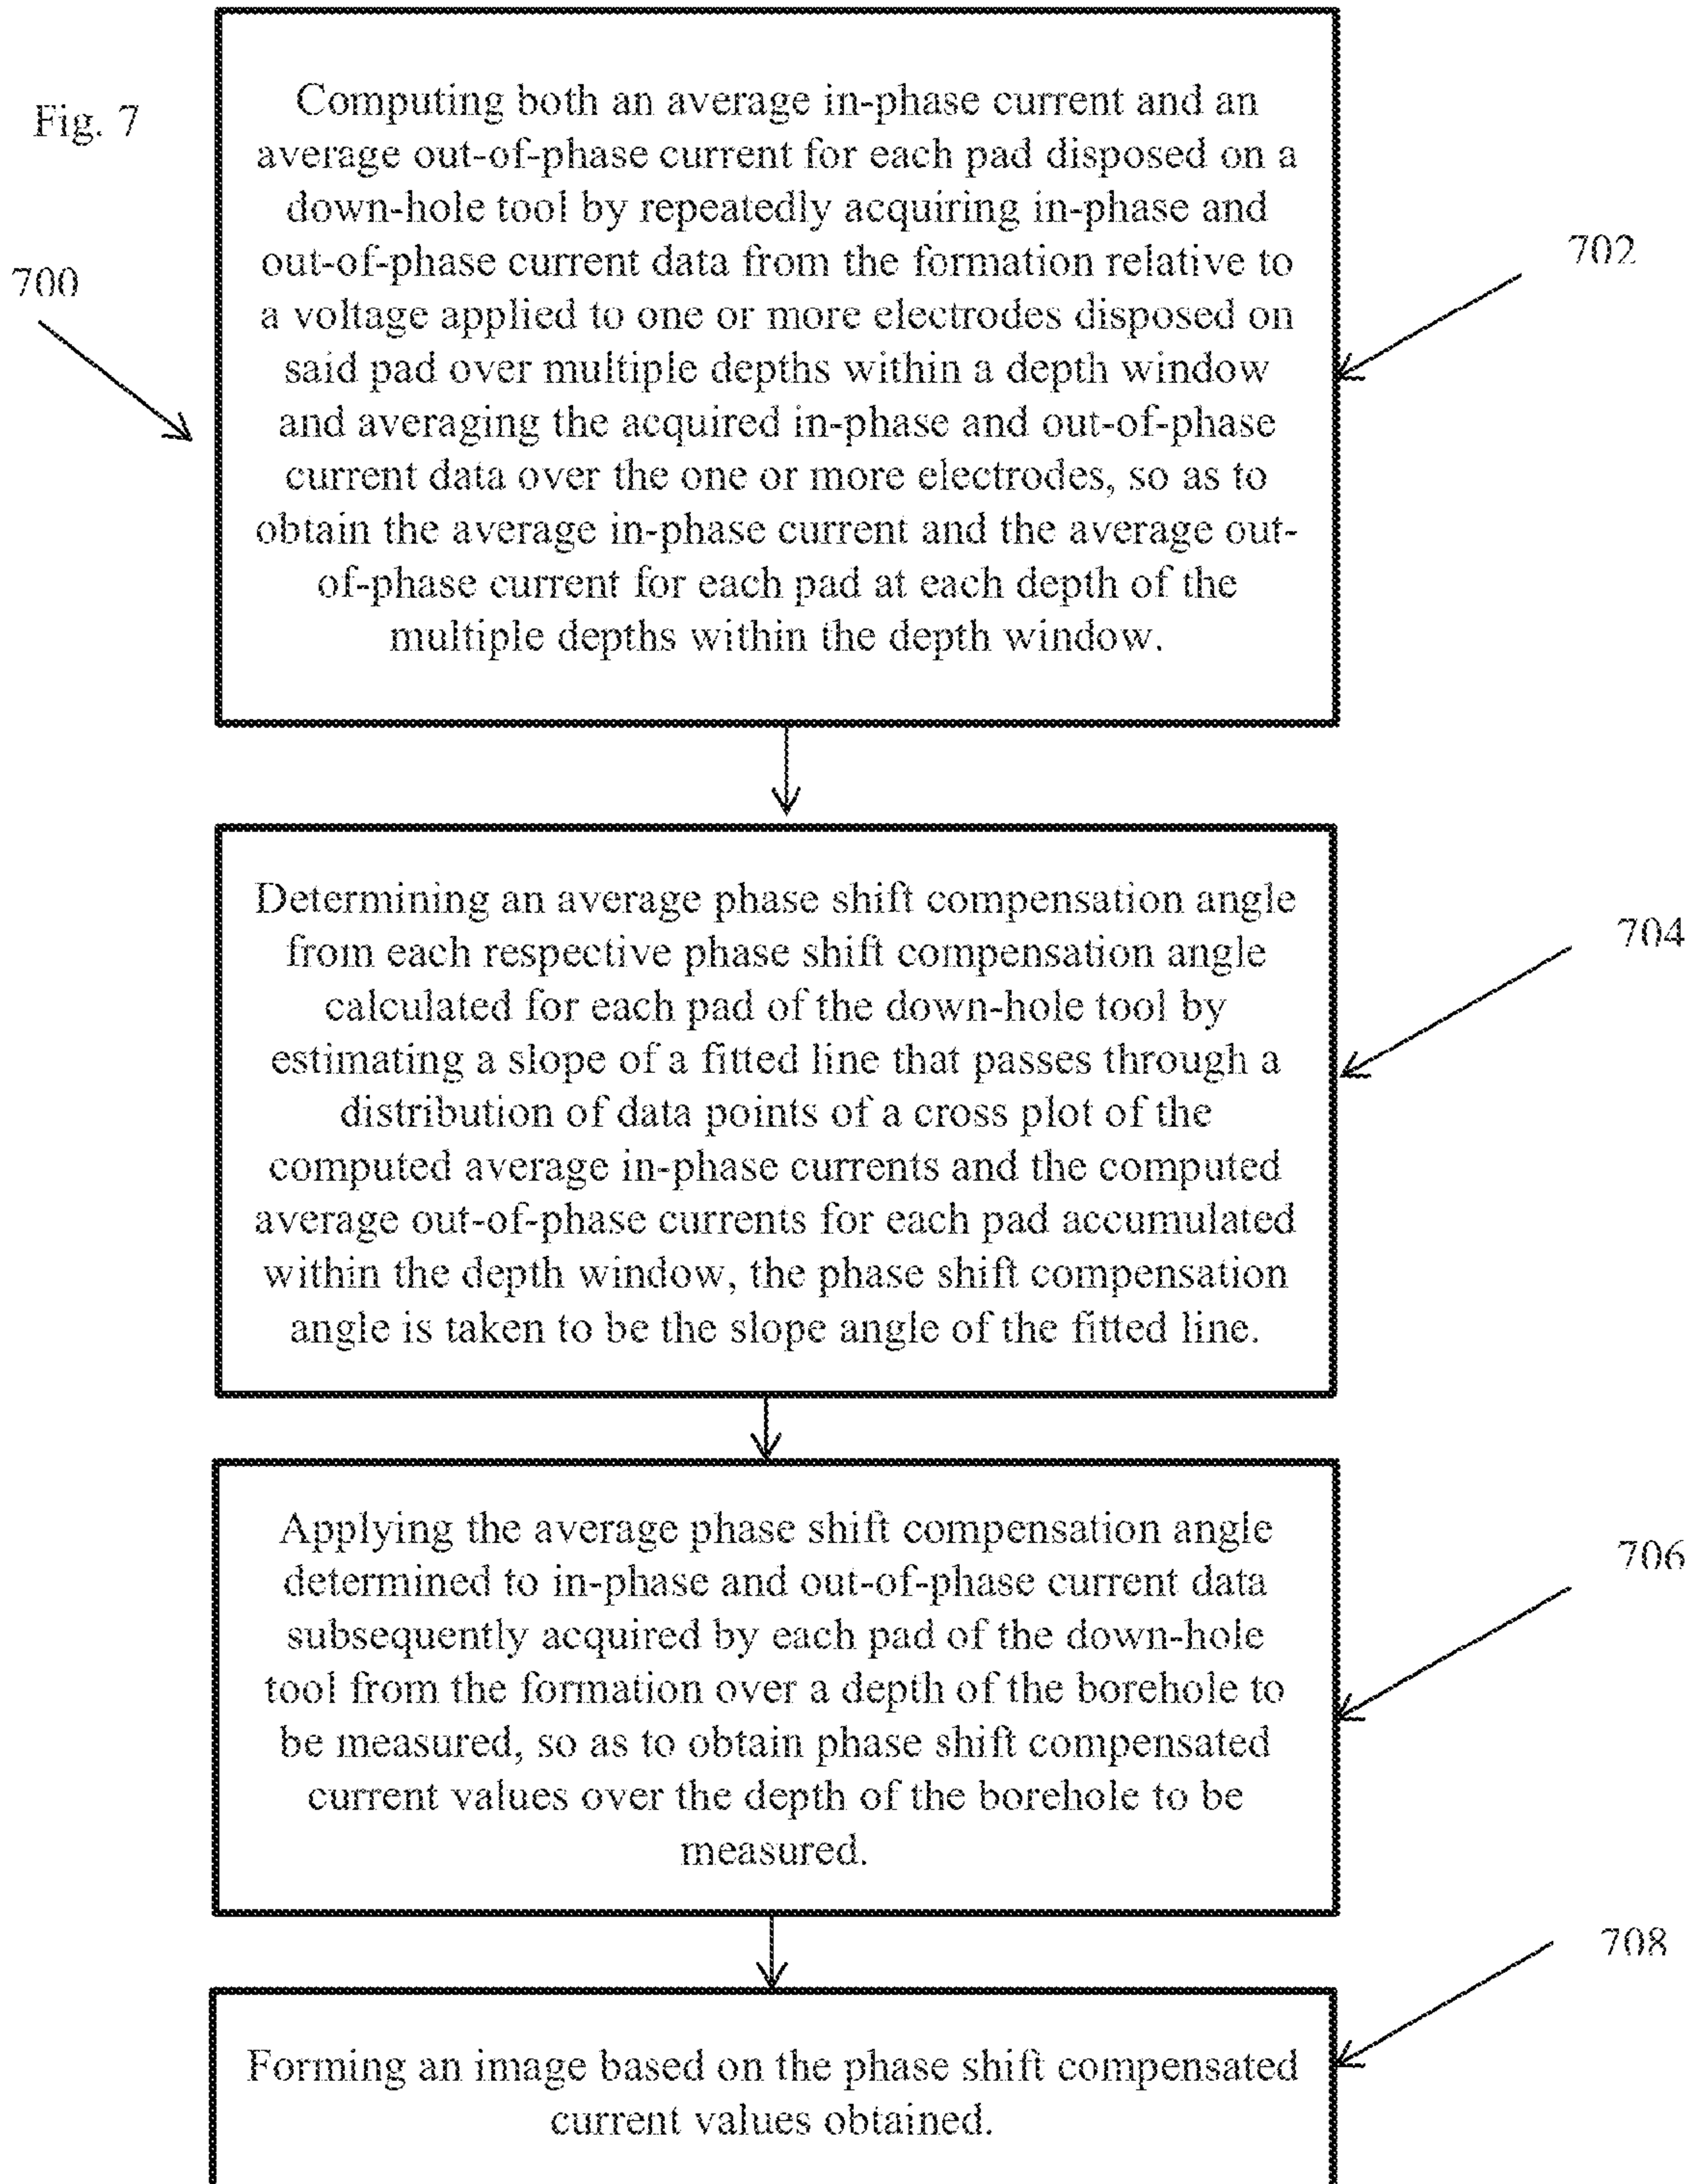 Fig. 7
700
Computing both an average in-phase current and an
average out-of-phase current for each pad disposed on a
down-hole tool by repeatedly acquiring in-phase and
out-of-phase current data from the formation relative to
a voltage applied to one or more electrodes disposed on
said pad over multiple depths within a depth window
and averaging the acquired in-phase and out-of-phase
current data over the one or more electrodes, so as to
obtain the average in-phase current and the average out-
of-phase current for each pad at each depth of the
multiple depths within the depth window.
702
Determining an average phase shift compensation angle
from each respective phase shift compensation angle
calculated for each pad of the down-hole tool by
estimating a slope of a fitted line that passes through a
distribution of data points of a cross plot of the
computed average in-phase currents and the computed
average out-of-phase currents for each pad accumulated
within the depth window, the phase shift compensation
angle is taken to be the slope angle of the fitted line.
704
Applying the average phase shift compensation angle
determined to in-phase and out-of-phase current data
subsequently acquired by each pad of the down-hole
tool from the formation over a depth of the borehole to
be measured, so as to obtain phase shift compensated
current values over the depth of the borehole to be
measured.
706
Forming an image based on the phase shift compensated
current values obtained.
708